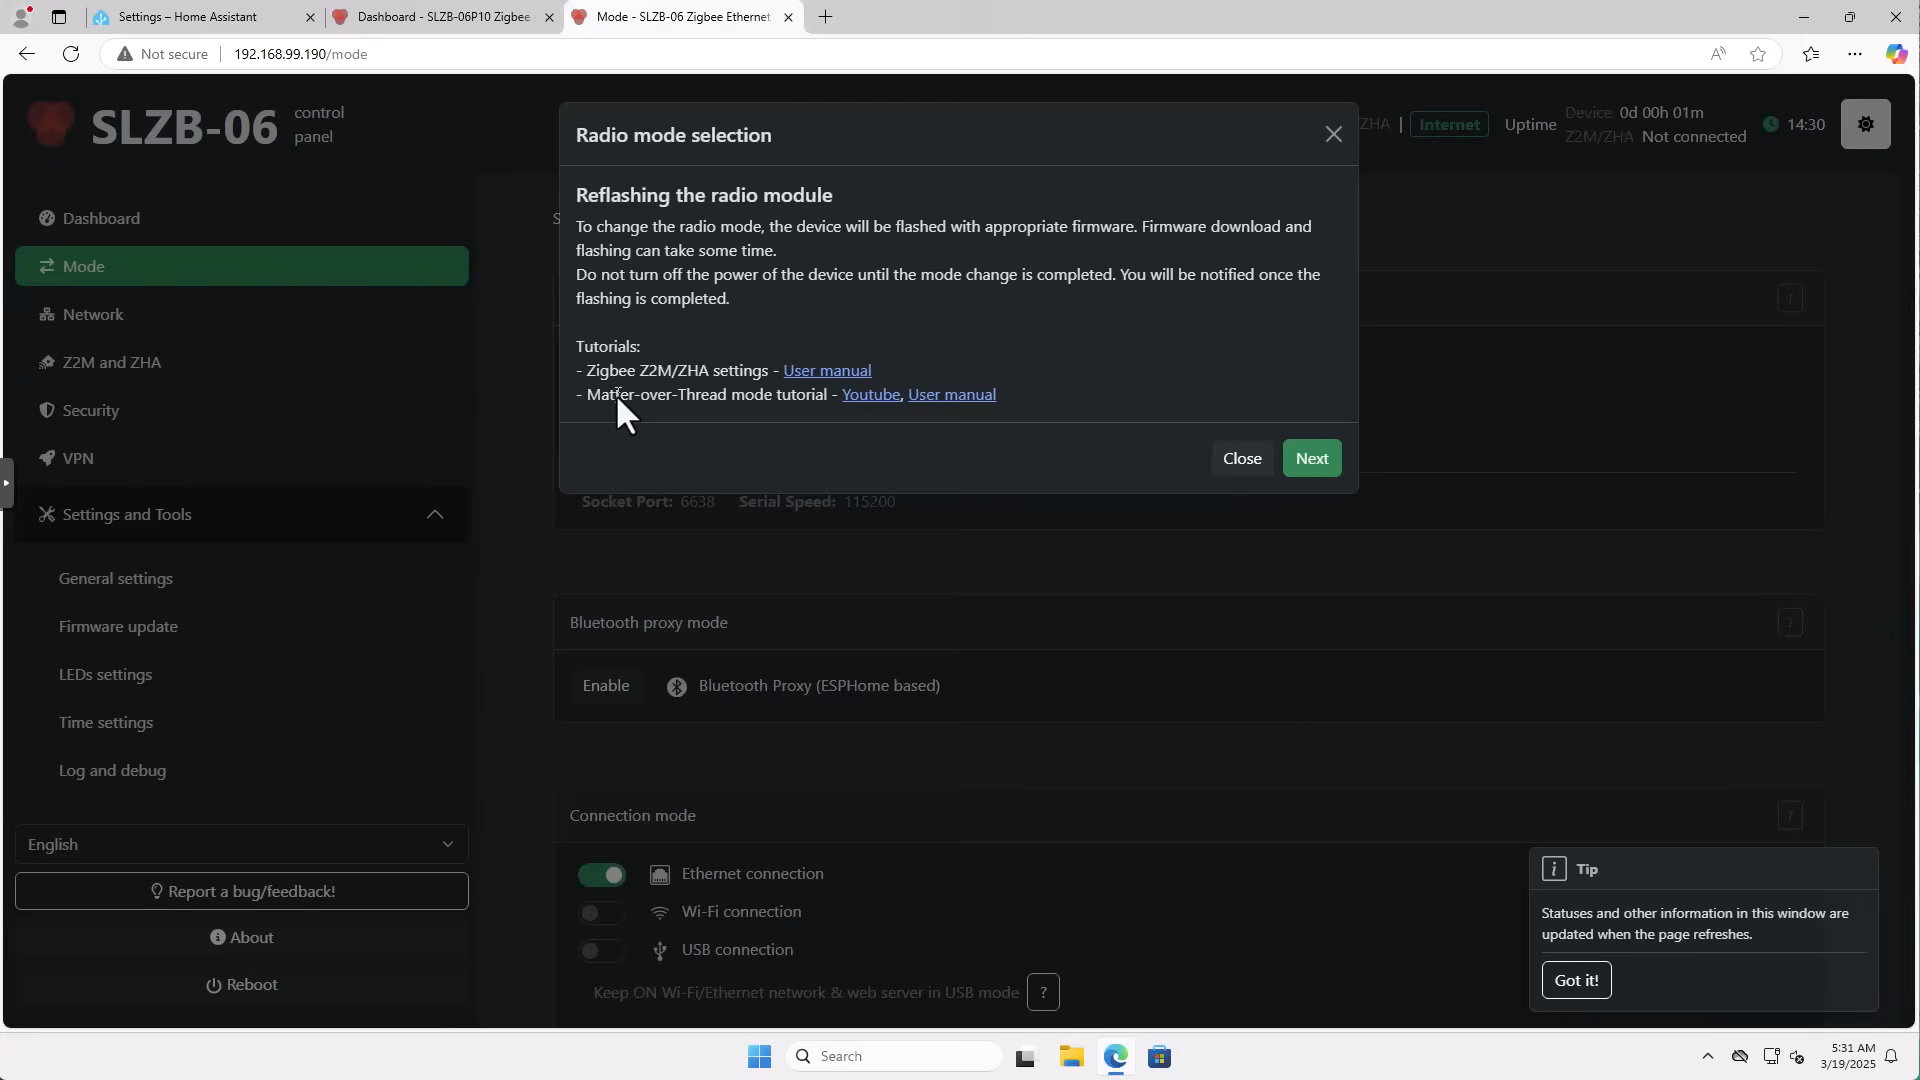 Settings – Home Assistant
Dashboard - SLZB-06P10 Zigbee
Mode - SLZB-06 Zigbee Ethernet
Not secure
192.168.99.190/mode
SLZB-06
control
panel
ZHA
Internet
Uptime
Device 0d 00h 01m
Z2M/ZHA Not connected
14:30
Dashboard
Mode
Network
Z2M and ZHA
Security
VPN
Settings and Tools
General settings
Firmware update
LEDs settings
Time settings
Log and debug
English
Report a bug/feedback!
About
Reboot
Radio mode selection
Reflashing the radio module
To change the radio mode, the device will be flashed with appropriate firmware. Firmware download and
flashing can take some time.
Do not turn off the power of the device until the mode change is completed. You will be notified once the
flashing is completed.
Tutorials:
- Zigbee Z2M/ZHA settings - User manual
- Matter-over-Thread mode tutorial - Youtube, User manual
Close
Next
Socket Port: 6638 Serial Speed: 115200
Bluetooth proxy mode
?
Enable
Bluetooth Proxy (ESPHome based)
Connection mode
?
Ethernet connection
Wi-Fi connection
USB connection
Keep ON Wi-Fi/Ethernet network & web server in USB mode ?
i Tip
Statuses and other information in this window are
updated when the page refreshes.
Got it!
Search
5:31 AM
3/19/2025